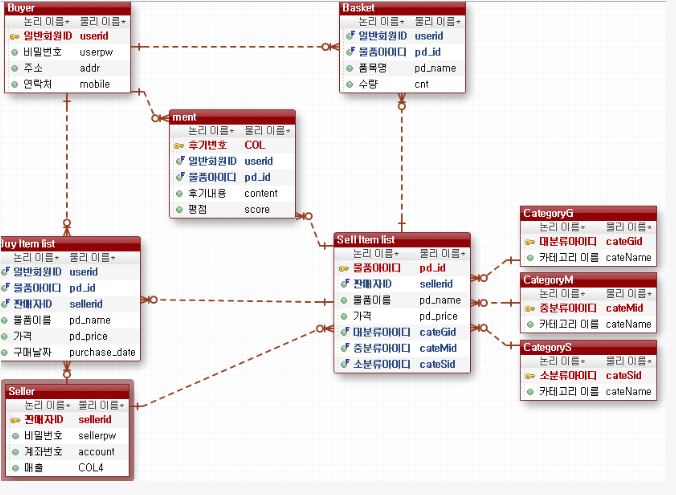 Buyer
논리 이름* 물리 이름*
일반회원ID userid
비밀번호 userpw
주소 addr
연락처 mobile
Basket
논리 이름* 물리 이름*
일반회원ID userid
물품아이디 pd_id
품목명 pd_name
수량 cnt
ment
논리 이름* 물리 이름*
후기번호 COL
일반회원ID userid
물품아이디 pd_id
후기내용 content
평점 score
Buy Item list
논리 이름* 물리 이름*
일반회원ID userid
물품아이디 pd_id
판매자ID sellerid
물품이름 pd_name
가격 pd_price
구매날짜 purchase_date
Sell Item list
논리 이름* 물리 이름*
물품아이디 pd_id
판매자ID sellerid
물품이름 pd_name
가격 pd_price
대분류아이디 cateGid
중분류아이디 cateMid
소분류아이디 cateSid
CategoryG
논리 이름* 물리 이름*
대분류아이디 cateGid
카테고리 이름 cateName
CategoryM
논리 이름* 물리 이름*
중분류아이디 cateMid
카테고리 이름 cateName
CategoryS
논리 이름* 물리 이름*
소분류아이디 cateSid
카테고리 이름 cateName
Seller
논리 이름* 물리 이름*
판매자ID sellerid
비밀번호 sellerpw
계좌번호 account
매출 COL4